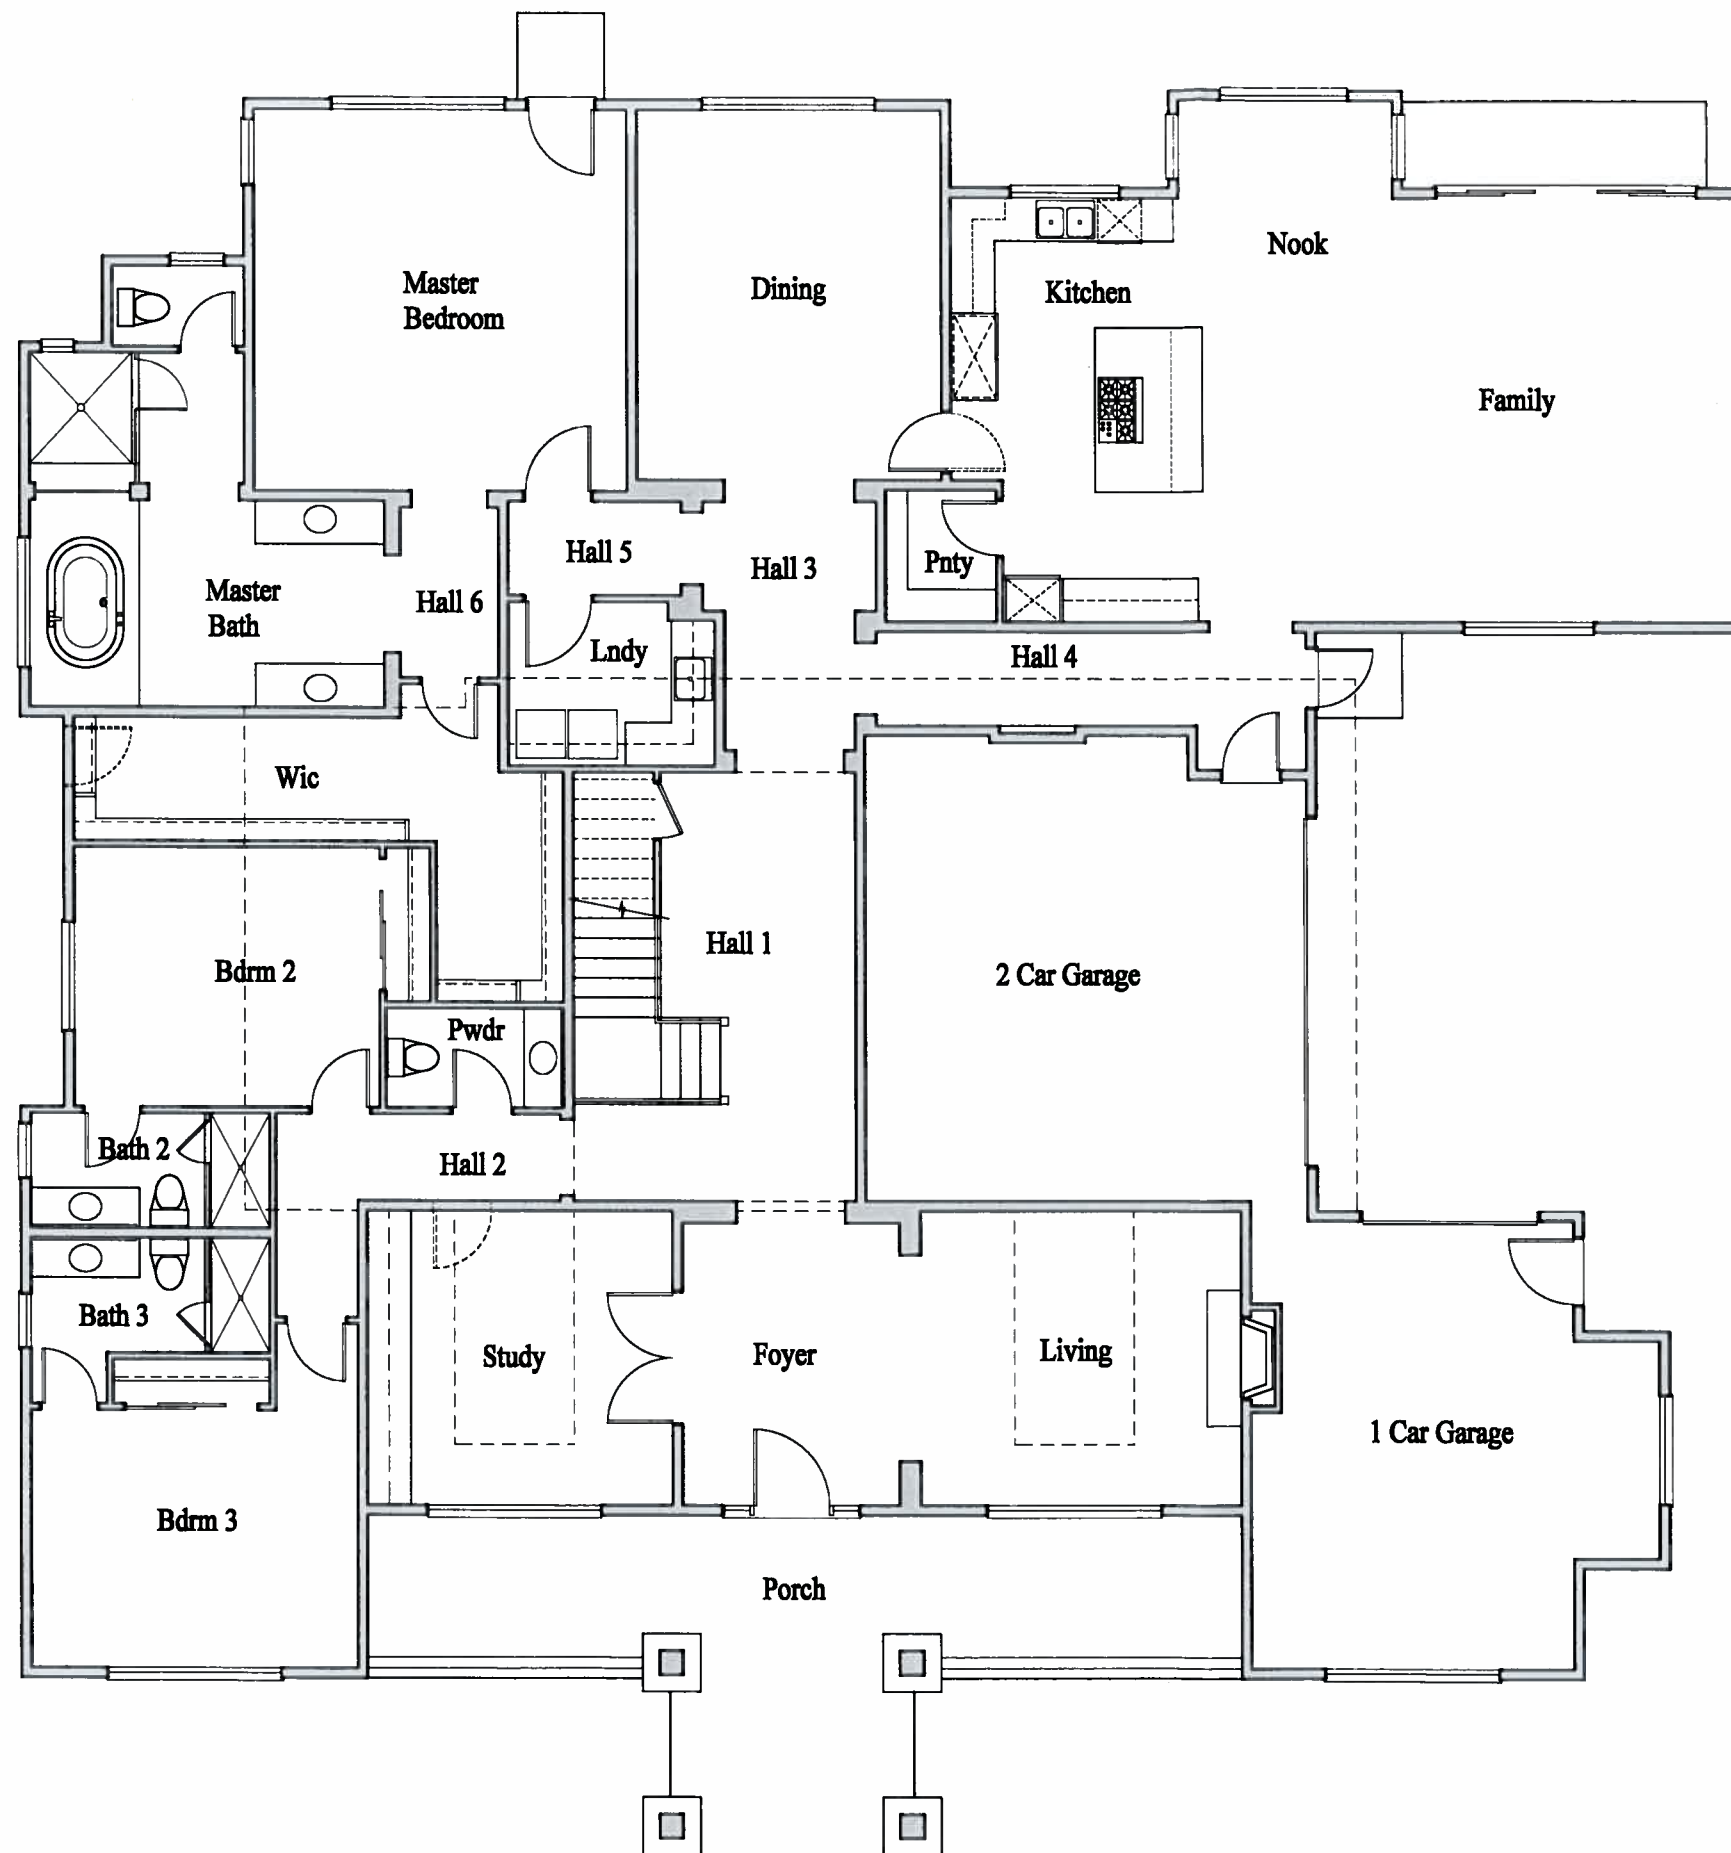 Nook
Master
Bedroom
Dining
Kitchen
Family
Hall 5
Hall 3
Pnty
Master
Bath
Hall 6
Lndy
Hall 4
Wic
Hall 1
Bdrm 2
2 Car Garage
Pwdr
Bath 2
Hall 2
Bath 3
Study
Foyer
Living
1 Car Garage
Bdrm 3
Porch